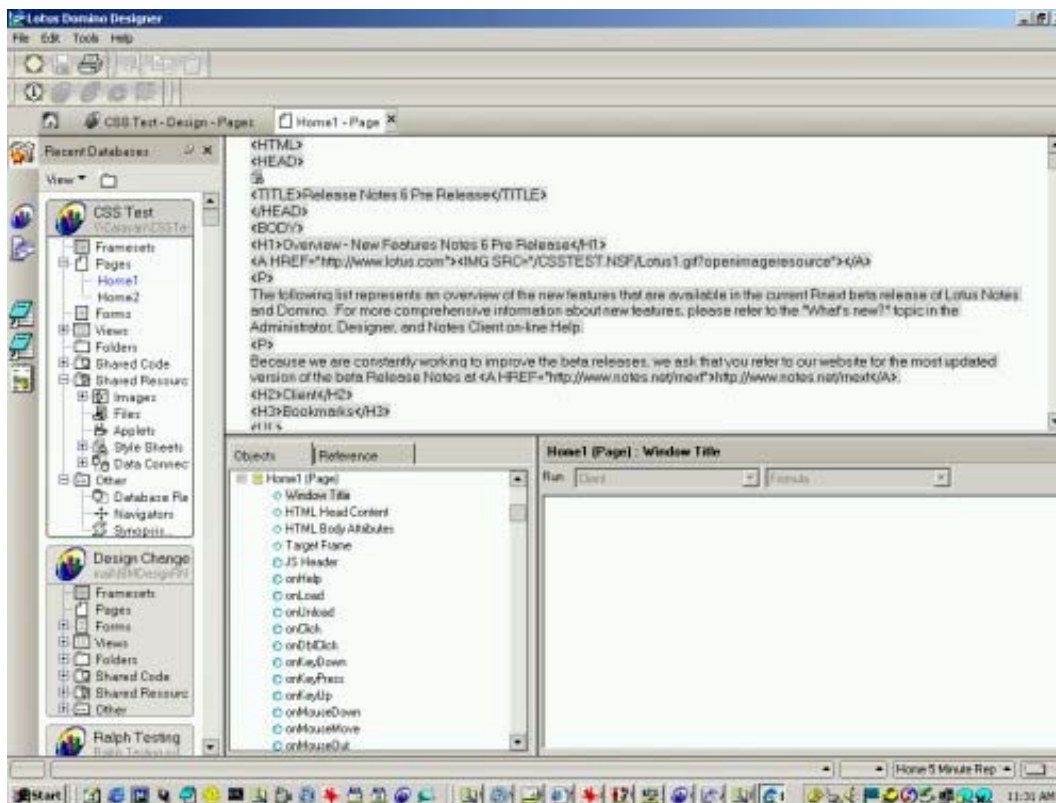 Lotus Domino Designer
File Edit Tools Help
CSS Test - Design - Pages
Home1 - Page
Recent Databases
View
CSS Test
Framesets
Pages
Home1
Home2
Forms
Views
Folders
Shared Code
Shared Resourc
Images
Files
Applets
Style Sheets
Data Connec
Other
Database Re
Navigators
Synopsis...
Design Change
Framesets
Pages
Forms
Views
Folders
Shared Code
Shared Resourc
Other
Ralph Testing
<HTML>
<HEAD>
<TITLE>Release Notes 6 Pre Release</TITLE>
</HEAD>
<BODY>
<H1>Overview - New Features Notes 6 Pre Release</H1>
<A HREF="http://www.lotus.com"><IMG SRC="/CSSTEST.NSF/Lotus1.gif?openimageresource"></A>
<P>
The following list represents an overview of the new features that are available in the current Rnext beta release of Lotus Notes
and Domino. For more comprehensive information about new features, please refer to the "What's new?" topic in the
Administrator, Designer, and Notes Client on-line Help.
<P>
Because we are constantly working to improve the beta releases, we ask that you refer to our website for the most updated
version of the beta Release Notes at <A HREF="http://www.notes.net/rnext">http://www.notes.net/rnext</A>.
<H2>Client</H2>
<H3>Bookmarks</H3>
Objects Reference
Home1 (Page)
Window Title
HTML Head Content
HTML Body Attributes
Target Frame
JS Header
onHelp
onLoad
onUnload
onClick
onDblClick
onKeyDown
onKeyPress
onKeyUp
onMouseDown
onMouseMove
onMouseOut
Home1 (Page) : Window Title
Run Client Formula
Home 5 Minute Rep
Start
11:31 AM